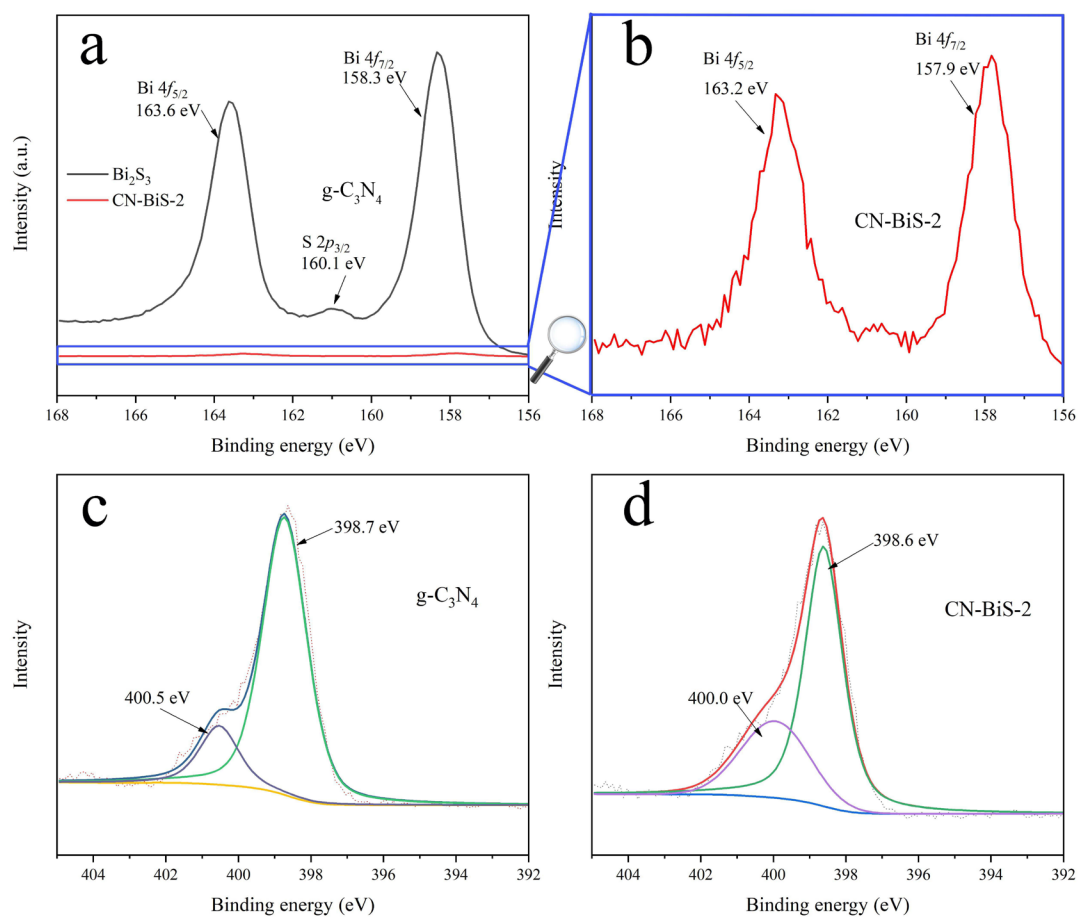 a
Bi 4f5/2
163.6 eV
Bi 4f7/2
158.3 eV
Bi₂S₃
CN-BiS-2
g-C₃N₄
S 2p3/2
160.1 eV
Intensity (a.u.)
168 166 164 162 160 158 156
Binding energy (eV)
b
Bi 4f5/2
163.2 eV
Bi 4f7/2
157.9 eV
CN-BiS-2
Intensity
168 166 164 162 160 158 156
Binding energy (eV)
c
398.7 eV
g-C₃N₄
400.5 eV
Intensity
404 402 400 398 396 394 392
Binding energy (eV)
d
398.6 eV
CN-BiS-2
400.0 eV
Intensity
404 402 400 398 396 394 392
Binding energy (eV)